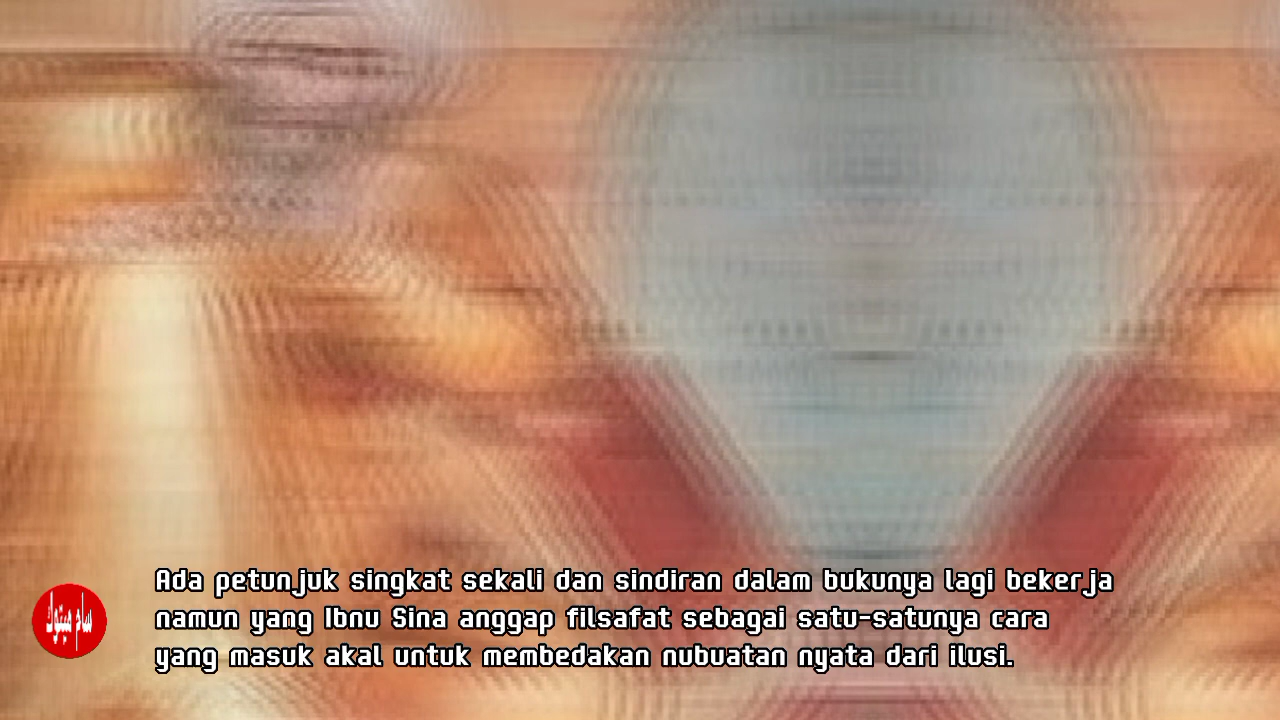 Ada petunjuk singkat sekali dan sindiran dalam bukunya lagi bekerja
namun yang Ibnu Sina anggap filsafat sebagai satu-satunya cara
yang masuk akal untuk membedakan nubuatan nyata dari ilusi.